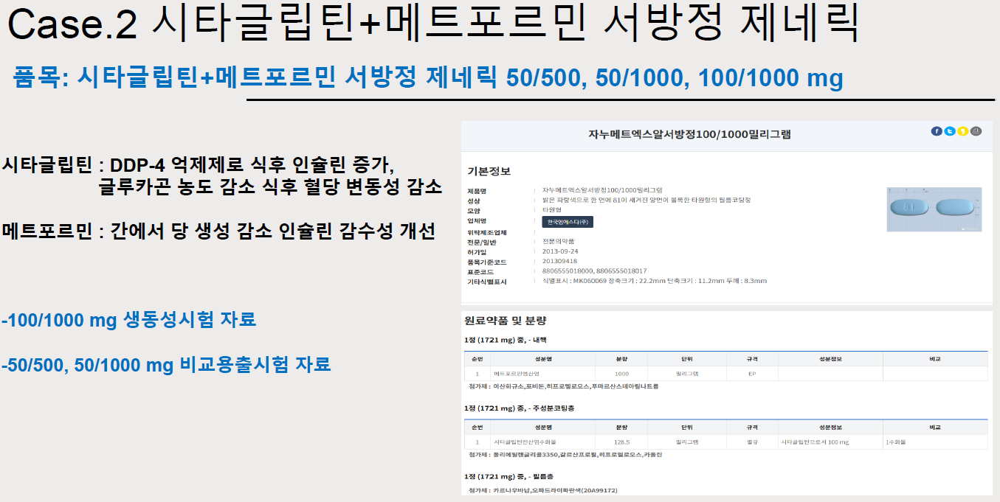 Case.2 시타글립틴+메트포르민 서방정 제네릭
품목: 시타글립틴+메트포르민 서방정 제네릭 50/500, 50/1000, 100/1000 mg
시타글립틴 : DDP-4 억제제로 식후 인슐린 증가,
글루카곤 농도 감소 식후 혈당 변동성 감소
메트포르민 : 간에서 당 생성 감소 인슐린 감수성 개선
-100/1000 mg 생동성시험 자료
-50/500, 50/1000 mg 비교용출시험 자료
자누메트엑스알서방정100/1000밀리그램
기본정보
제품명 자누메트엑스알서방정100/1000밀리그램
성상 밝은 파랑색으로 한 면에 81이 새겨진 양면이 볼록한 타원형의 필름코팅정
모양 타원형
업체명 한국엠에스디(주)
위탁제조업체
전문/일반 전문의약품
허가일 2013-09-24
품목기준코드 201309418
표준코드 8806555018000, 8806555018017
기타식별표시 식별표시 : MK060069 장축크기 : 22.2mm 단축크기 : 11.2mm 두께 : 8.3mm
원료약품 및 분량
1정 (1721 mg) 중, - 내핵
순번 성분명 분량 단위 규격 성분정보 비고
1 메트포르민염산염 1000 밀리그램 EP
첨가제 : 이산화규소,포비돈,히프로멜로오스,푸마르산스테아릴나트륨
1정 (1721 mg) 중, - 주성분코팅층
순번 성분명 분량 단위 규격 성분정보 비고
1 시타글립틴인산염수화물 128.5 밀리그램 별규 시타글립틴으로서 100 mg 1수화물
첨가제 : 폴리에틸렌글리콜3350,갈르산프로필,히프로멜로오스,카올린
1정 (1721 mg) 중, - 필름층
첨가제 : 카르나우바납,오파드라이파란색(20A99172)